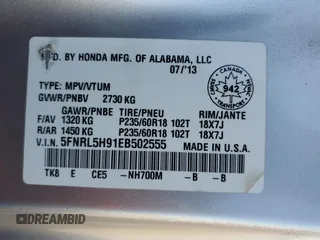 MFD. BY HONDA MFG. OF ALABAMA, LLC
07/'13
TYPE: MPV/VTUM
GVWR/PNBV 2730 KG
GAWR/PNBE TIRE/PNEU RIM/JANTE
F/AV 1320 KG P235/60R18 102T 18X7J
R/AR 1450 KG P235/60R18 102T 18X7J
V.I.N. 5FNRL5H91EB502555 MADE IN U.S.A.
TK8 E CE5 -NH700M -B -B
CANADA
942
TRANSPORT
DREAMBID